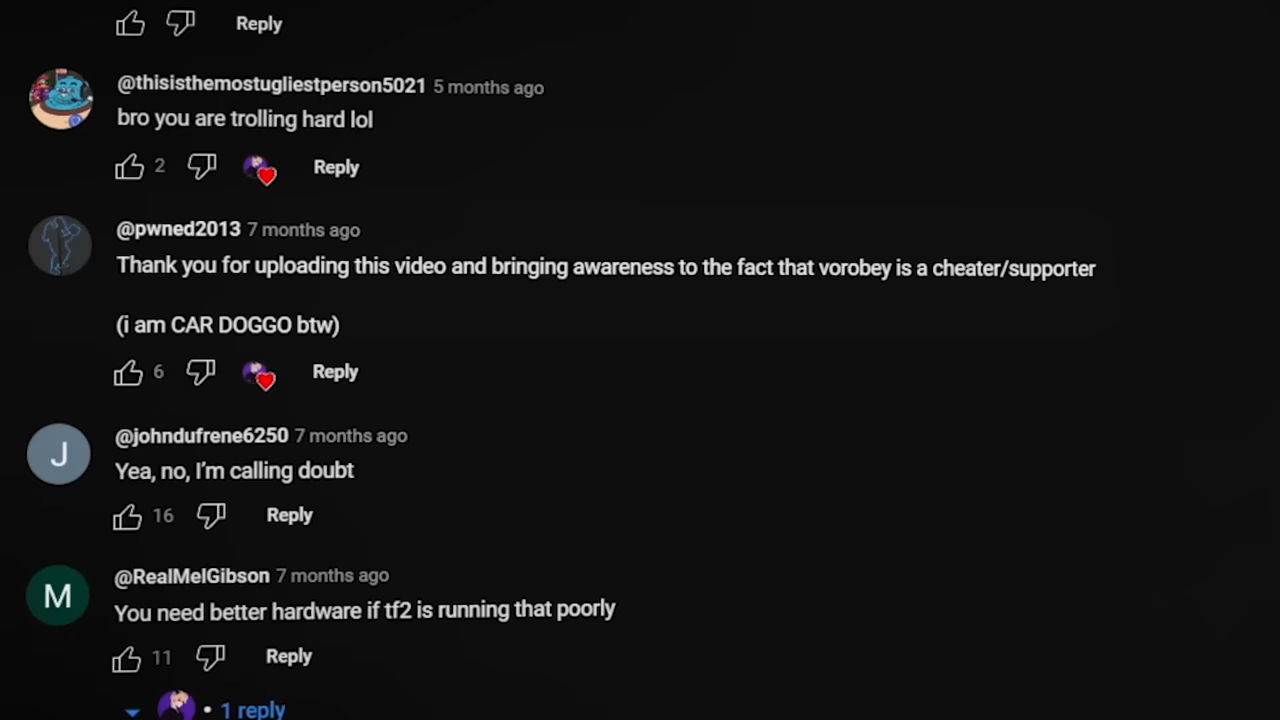 Reply
@thisisthemostugliestperson5021 5 months ago
bro you are trolling hard lol
2 Reply
@pwned2013 7 months ago
Thank you for uploading this video and bringing awareness to the fact that vorobey is a cheater/supporter
(i am CAR DOGGO btw)
6 Reply
J
@johndufrene6250 7 months ago
Yea, no, I'm calling doubt
16 Reply
M
@RealMelGibson 7 months ago
You need better hardware if tf2 is running that poorly
11 Reply
• 1 reply